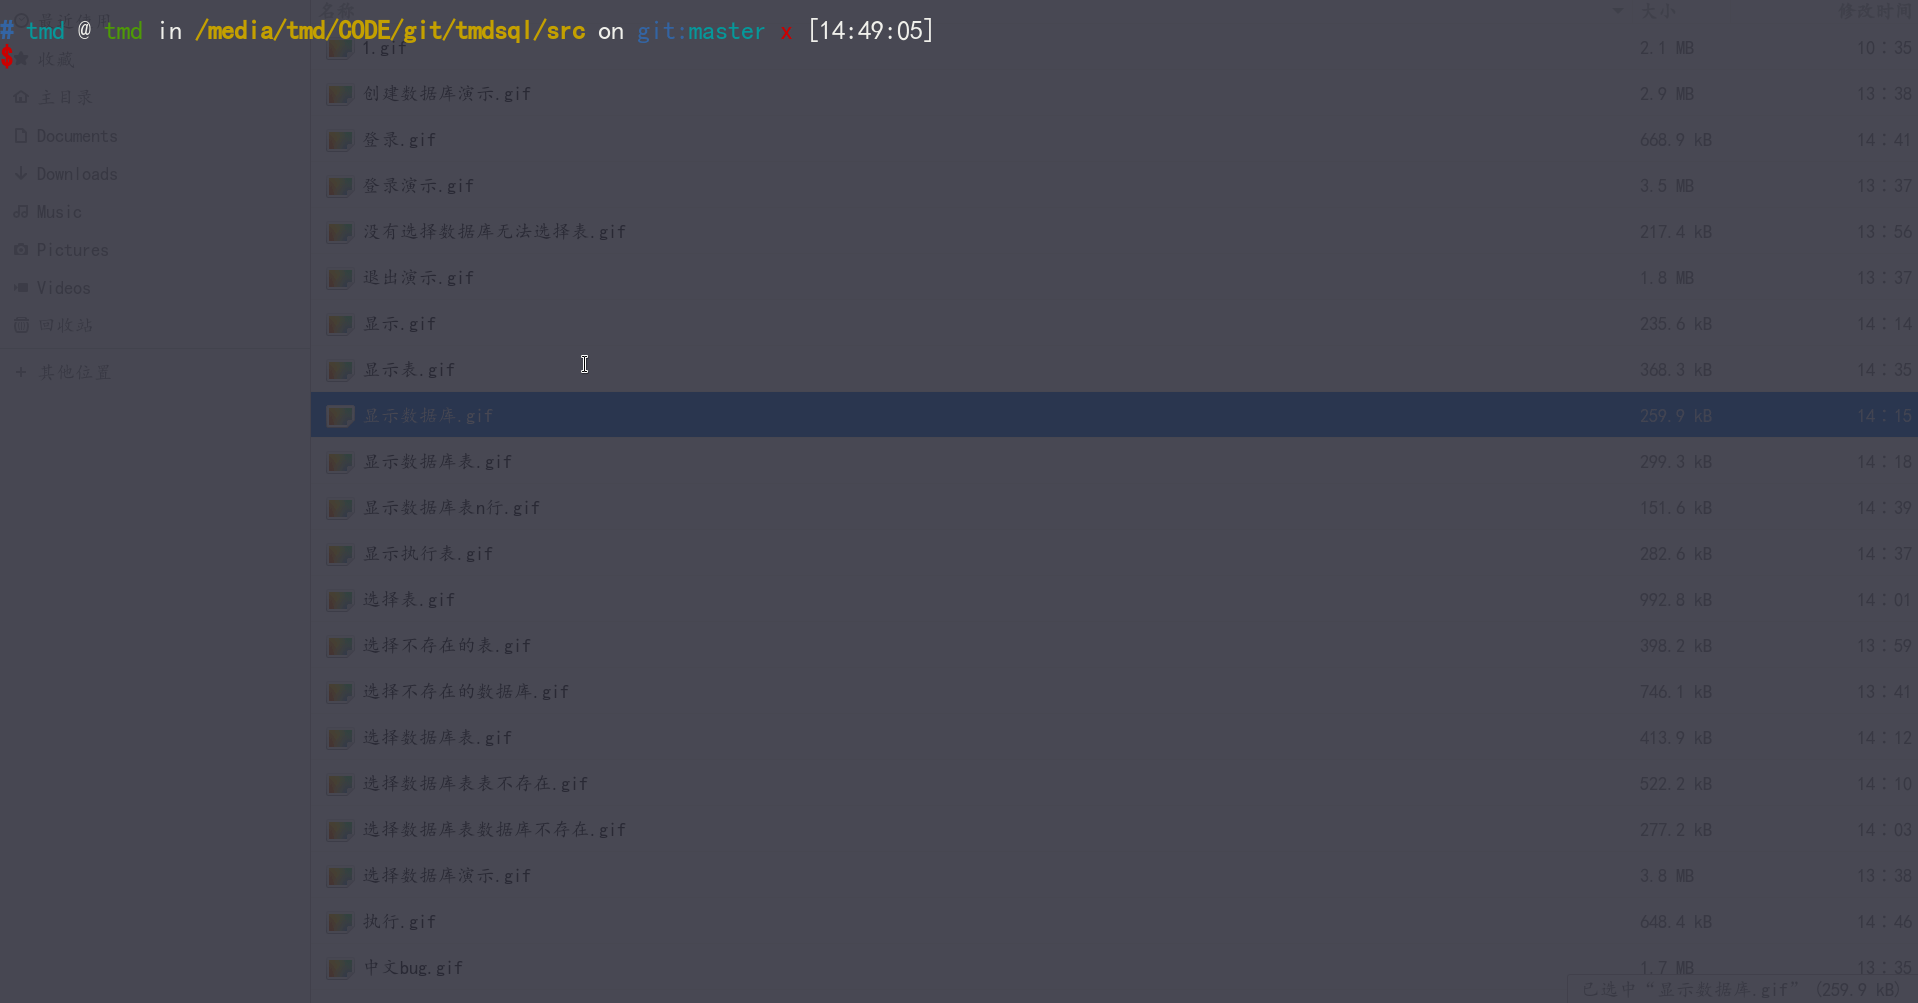 名称 大小 修改时间
# tmd @ tmd in /media/tmd/CODE/git/tmdsql/src on git:master x [14:49:05]
$
收藏
主目录
Documents
Downloads
Music
Pictures
Videos
回收站
+ 其他位置
1.gif 2.1 MB 10:35
创建数据库演示.gif 2.9 MB 13:38
登录.gif 668.9 kB 14:41
登录演示.gif 3.5 MB 13:37
没有选择数据库无法选择表.gif 217.4 kB 13:56
退出演示.gif 1.8 MB 13:37
显示.gif 235.6 kB 14:14
显示表.gif 368.3 kB 14:35
显示数据库.gif 259.9 kB 14:15
显示数据库表.gif 299.3 kB 14:18
显示数据库表n行.gif 151.6 kB 14:39
显示执行表.gif 282.6 kB 14:37
选择表.gif 992.8 kB 14:01
选择不存在的表.gif 398.2 kB 13:59
选择不存在的数据库.gif 746.1 kB 13:41
选择数据库表.gif 413.9 kB 14:12
选择数据库表表不存在.gif 522.2 kB 14:10
选择数据库表数据库不存在.gif 277.2 kB 14:03
选择数据库演示.gif 3.8 MB 13:38
执行.gif 648.4 kB 14:46
中文bug.gif 1.7 MB 13:35
已选中“显示数据库.gif” (259.9 kB)